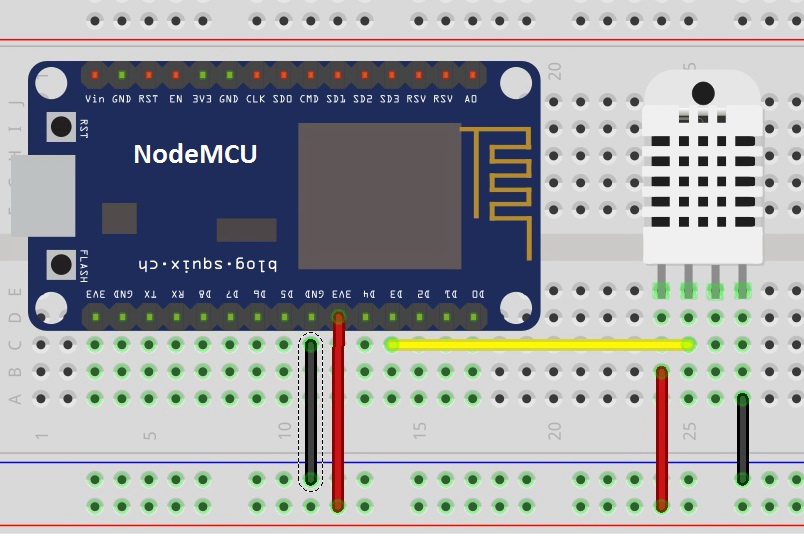 20
5
Vin GND RST EN 3V3 GND CLK SD0 CMD SD1 SD2 SD3 RSV RSV A0
J
I
H
RST
NodeMCU
FLASH
blog.squix.ch
3V3 GND TX RX D8 D7 D6 D5 GND 3V3 D4 D3 D2 D1 D0
E
D
C
B
A
1 5 10 15 20 25